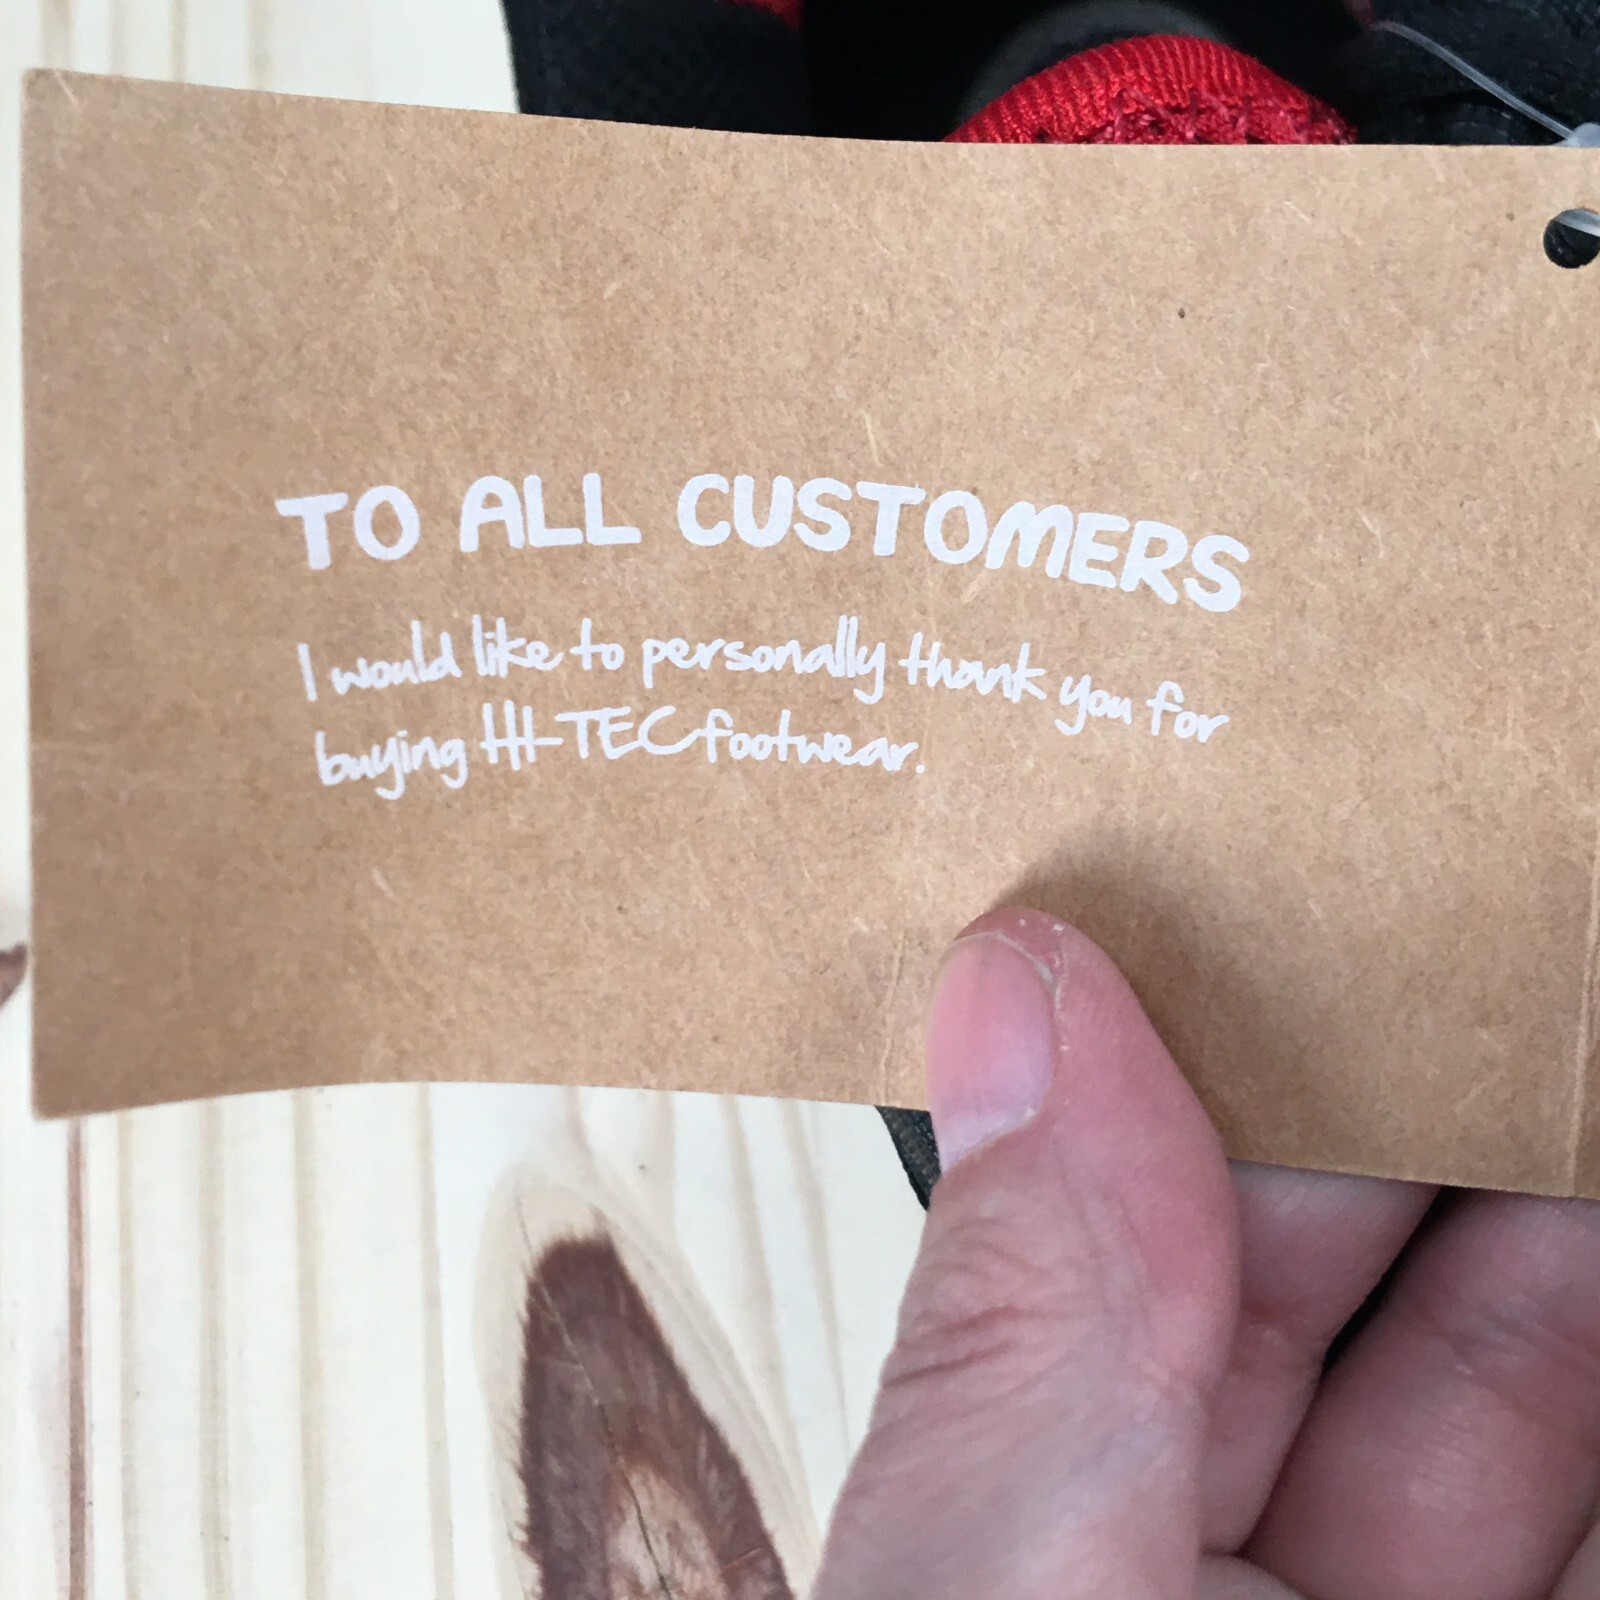 TO ALL CUSTOMERS
I would like to personally thank you for
buying HI-TEC footwear.